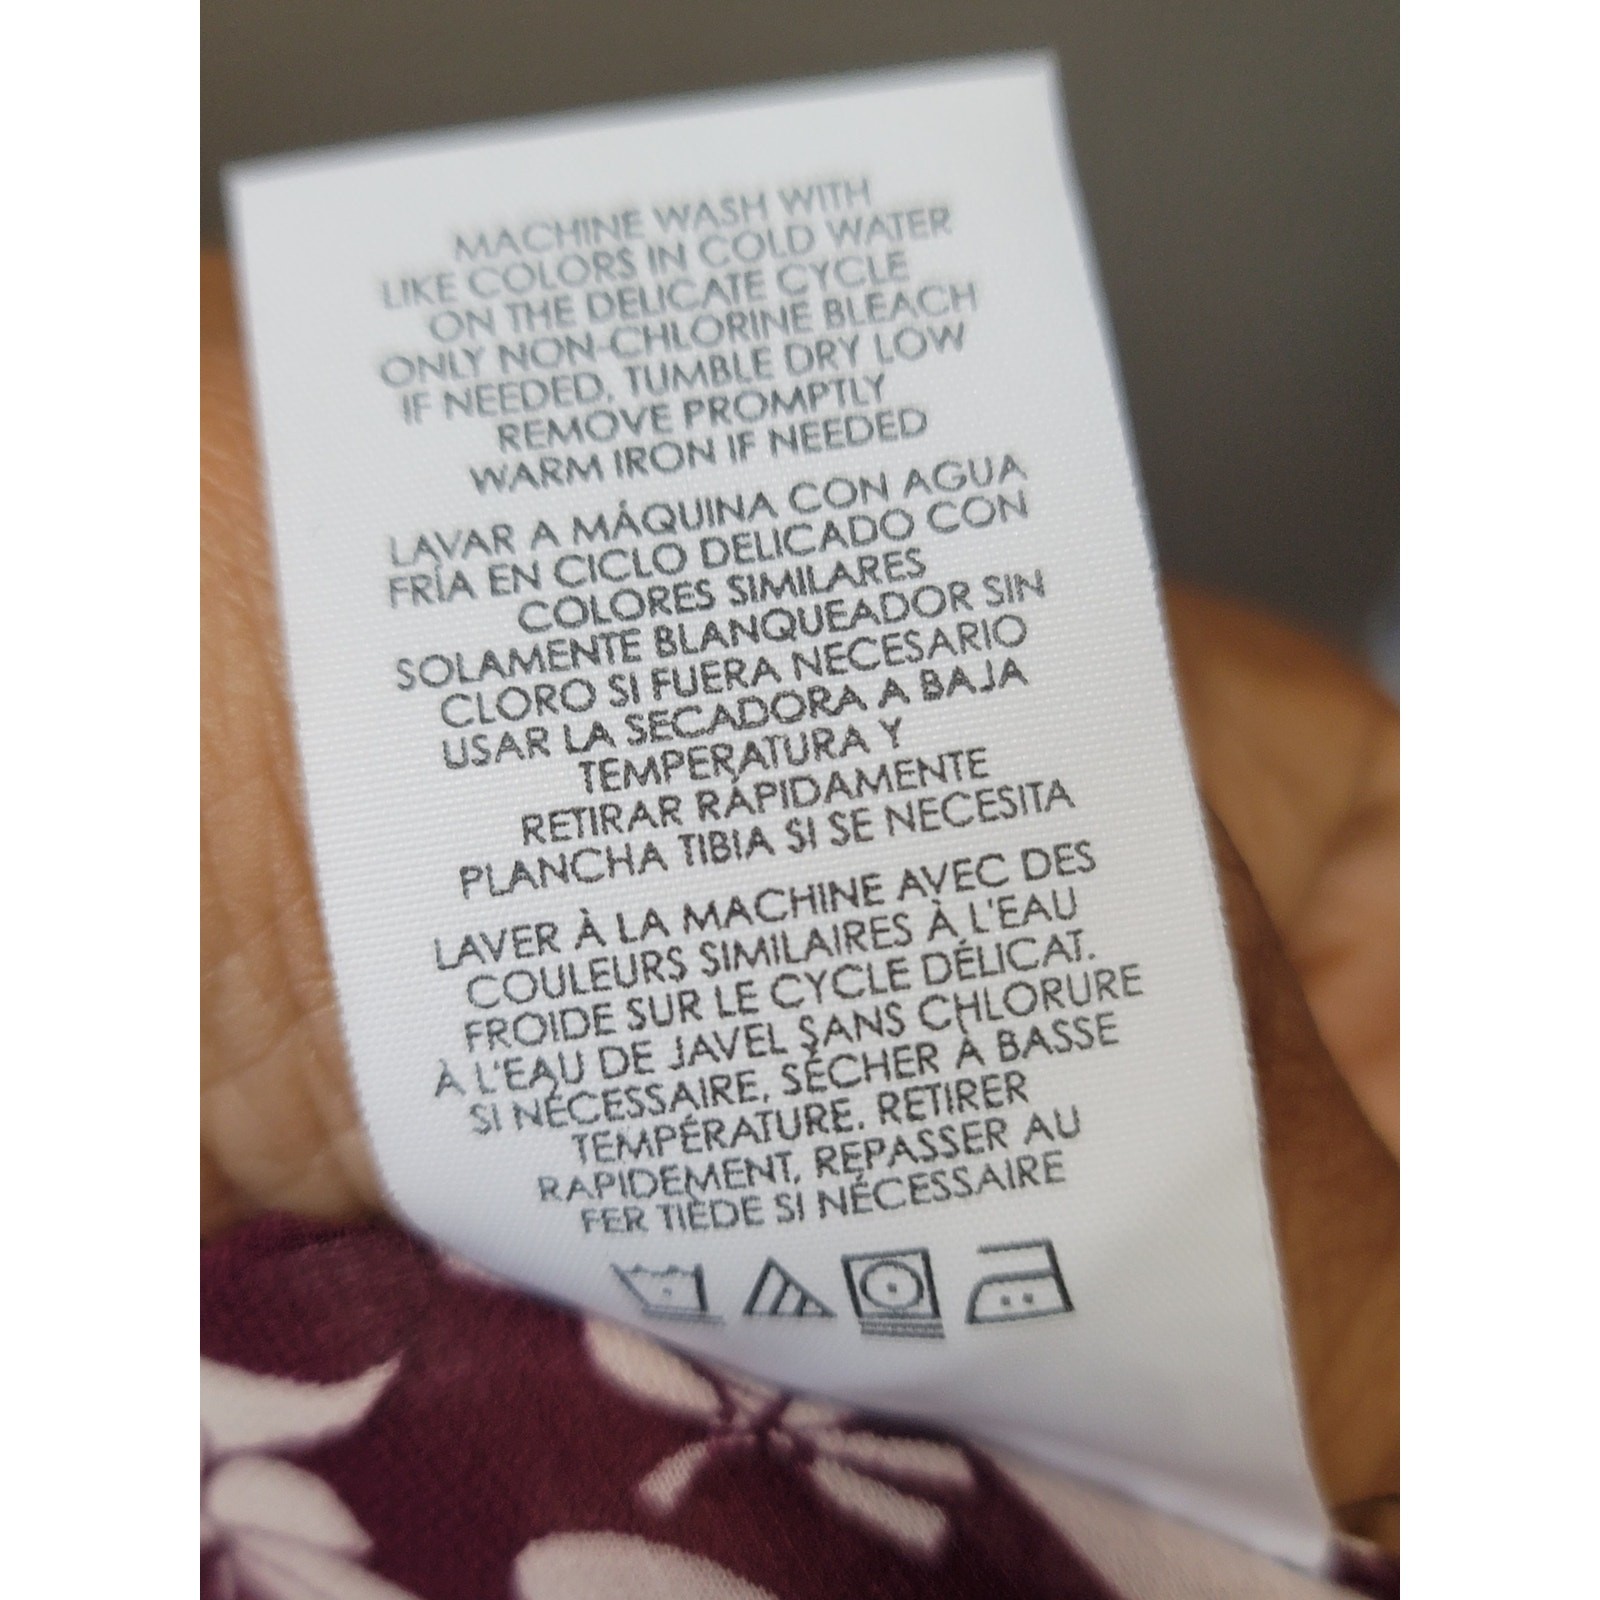 MACHINE WASH WITH
LIKE COLORS IN COLD WATER
ON THE DELICATE CYCLE
ONLY NON-CHLORINE BLEACH
IF NEEDED, TUMBLE DRY LOW
REMOVE PROMPTLY
WARM IRON IF NEEDED
LAVAR A MÁQUINA CON AGUA
FRÍA EN CICLO DELICADO CON
COLORES SIMILARES
SOLAMENTE BLANQUEADOR SIN
CLORO SI FUERA NECESARIO
USAR LA SECADORA A BAJA
TEMPERATURA Y
RETIRAR RÁPIDAMENTE
PLANCHA TIBIA SI SE NECESITA
LAVER À LA MACHINE AVEC DES
COULEURS SIMILAIRES À L'EAU
FROIDE SUR LE CYCLE DÉLICAT.
À L'EAU DE JAVEL SANS CHLORURE
SI NÉCESSAIRE, SÉCHER À BASSE
TEMPÉRATURE. RETIRER
RAPIDEMENT, REPASSER AU
FER TIÈDE SI NÉCESSAIRE